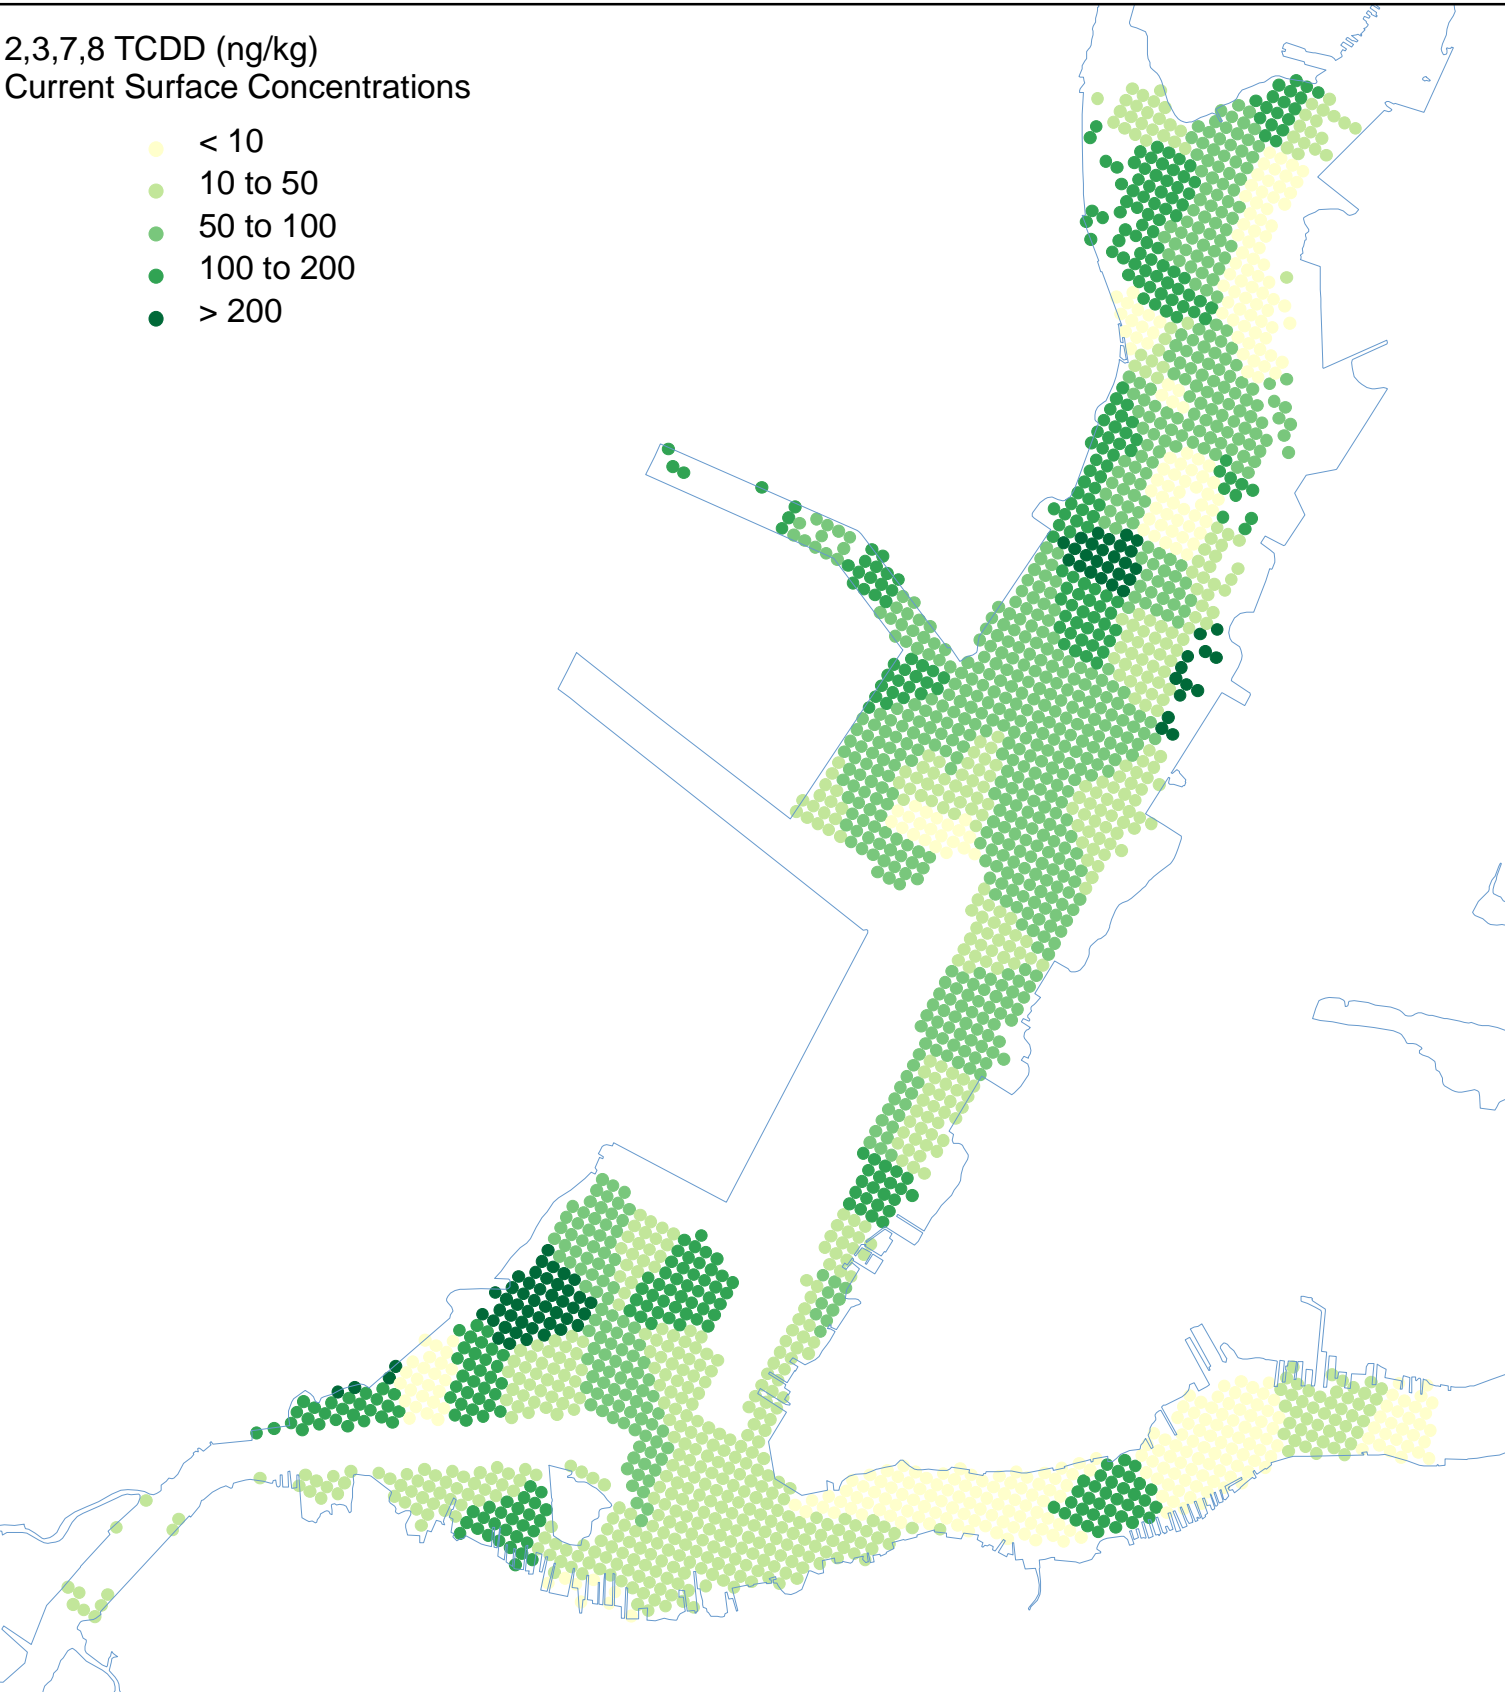 2,3,7,8 TCDD (ng/kg)
Current Surface Concentrations
< 10
10 to 50
50 to 100
100 to 200
> 200